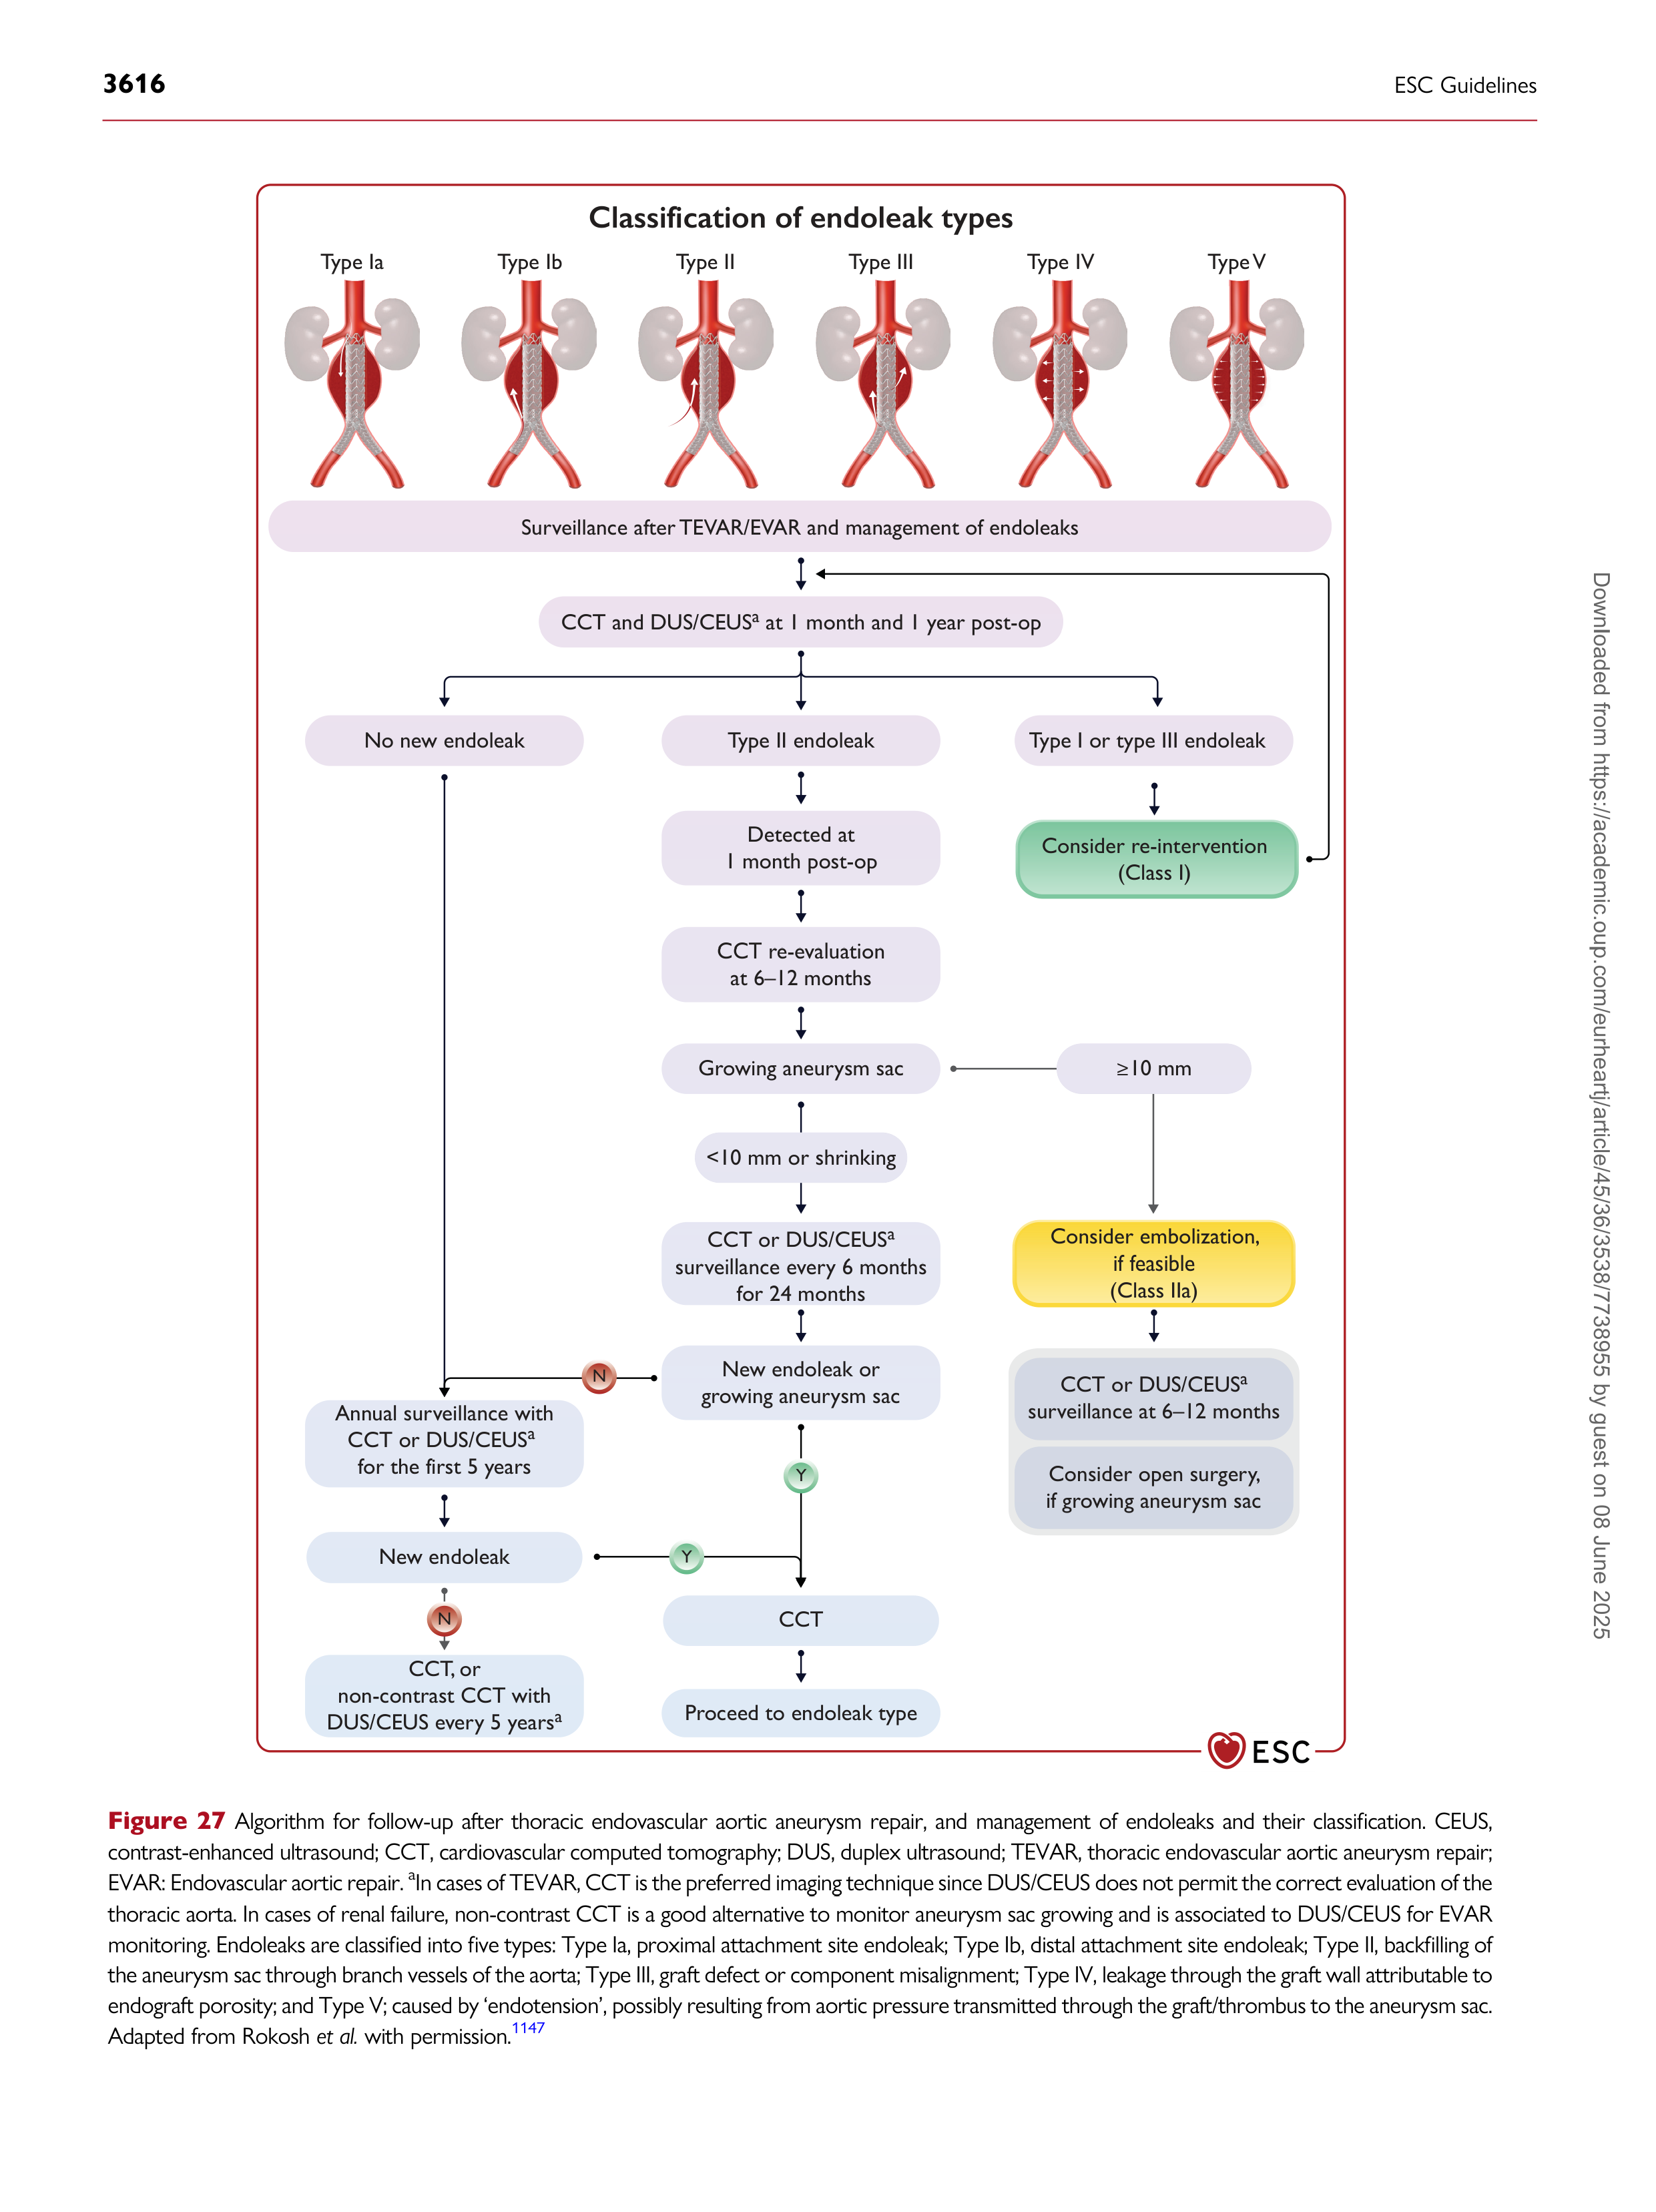 3616
ESC Guidelines
Classification of endoleak types
Type Ia
Type Ib
Type II
Type III
Type IV
Type V
Surveillance after TEVAR/EVAR and management of endoleaks
CCT and DUS/CEUSᵃ at 1 month and 1 year post-op
No new endoleak
Type II endoleak
Type I or type III endoleak
Detected at
1 month post-op
Consider re-intervention
(Class I)
CCT re-evaluation
at 6–12 months
Growing aneurysm sac
≥10 mm
<10 mm or shrinking
CCT or DUS/CEUSᵃ
surveillance every 6 months
for 24 months
Consider embolization,
if feasible
(Class IIa)
New endoleak or
growing aneurysm sac
N
CCT or DUS/CEUSᵃ
surveillance at 6–12 months
Annual surveillance with
CCT or DUS/CEUSᵃ
for the first 5 years
Y
Consider open surgery,
if growing aneurysm sac
New endoleak
Y
N
CCT
CCT, or
non-contrast CCT with
DUS/CEUS every 5 yearsᵃ
Proceed to endoleak type
ESC
Figure 27 Algorithm for follow-up after thoracic endovascular aortic aneurysm repair, and management of endoleaks and their classification. CEUS,
contrast-enhanced ultrasound; CCT, cardiovascular computed tomography; DUS, duplex ultrasound; TEVAR, thoracic endovascular aortic aneurysm repair;
EVAR: Endovascular aortic repair. ᵃIn cases of TEVAR, CCT is the preferred imaging technique since DUS/CEUS does not permit the correct evaluation of the
thoracic aorta. In cases of renal failure, non-contrast CCT is a good alternative to monitor aneurysm sac growing and is associated to DUS/CEUS for EVAR
monitoring. Endoleaks are classified into five types: Type Ia, proximal attachment site endoleak; Type Ib, distal attachment site endoleak; Type II, backfilling of
the aneurysm sac through branch vessels of the aorta; Type III, graft defect or component misalignment; Type IV, leakage through the graft wall attributable to
endograft porosity; and Type V; caused by ‘endotension’, possibly resulting from aortic pressure transmitted through the graft/thrombus to the aneurysm sac.
Adapted from Rokosh et al. with permission.¹¹⁴⁷
Downloaded from https://academic.oup.com/eurheartj/article/45/36/3538/7738955 by guest on 08 June 2025